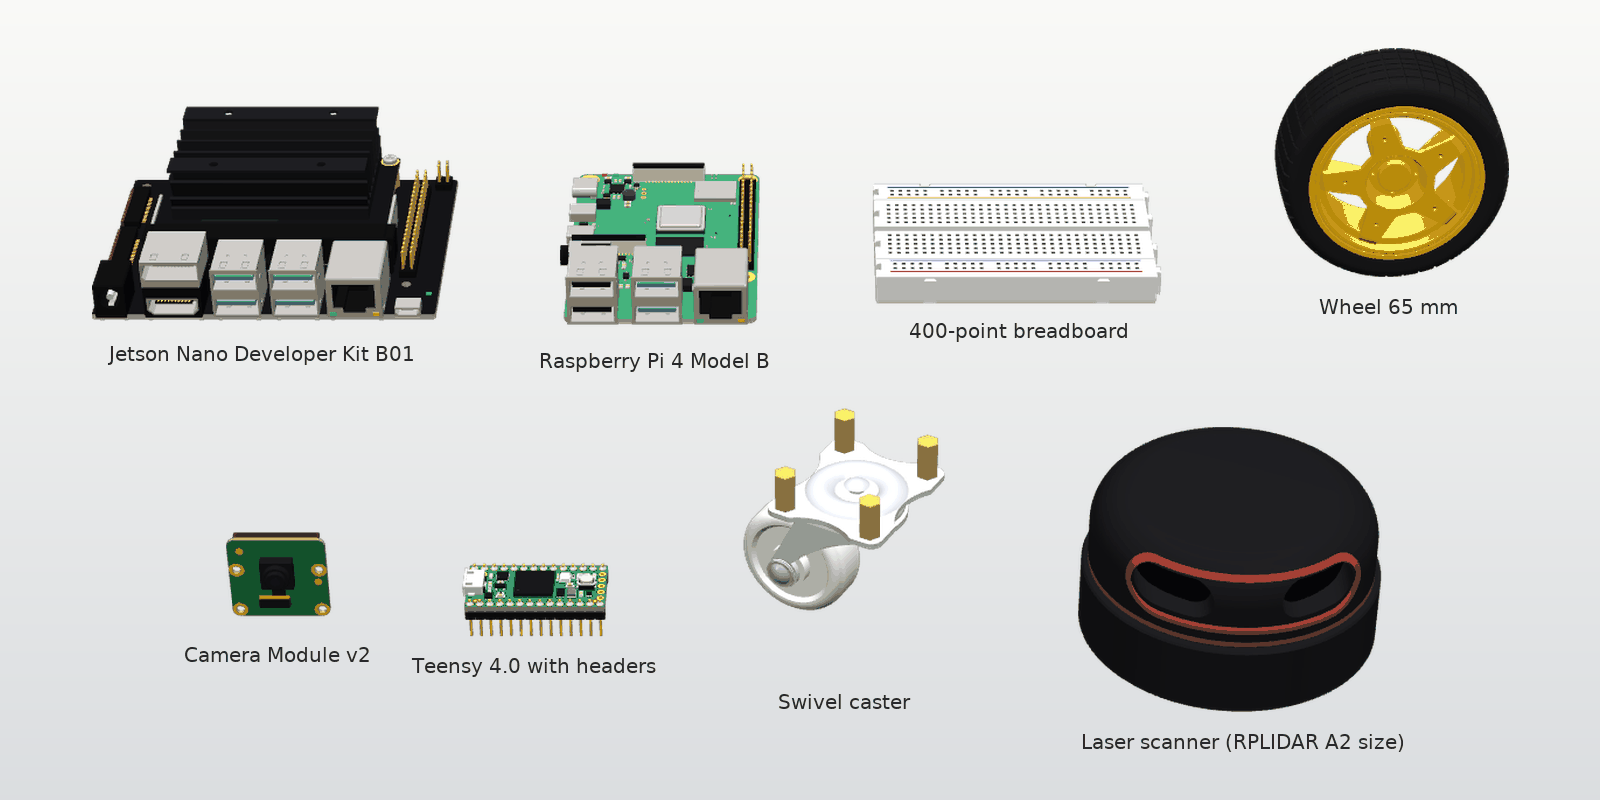 Jetson Nano Developer Kit B01
Raspberry Pi 4 Model B
400-point breadboard
Wheel 65 mm
Camera Module v2
Teensy 4.0 with headers
Swivel caster
Laser scanner (RPLIDAR A2 size)